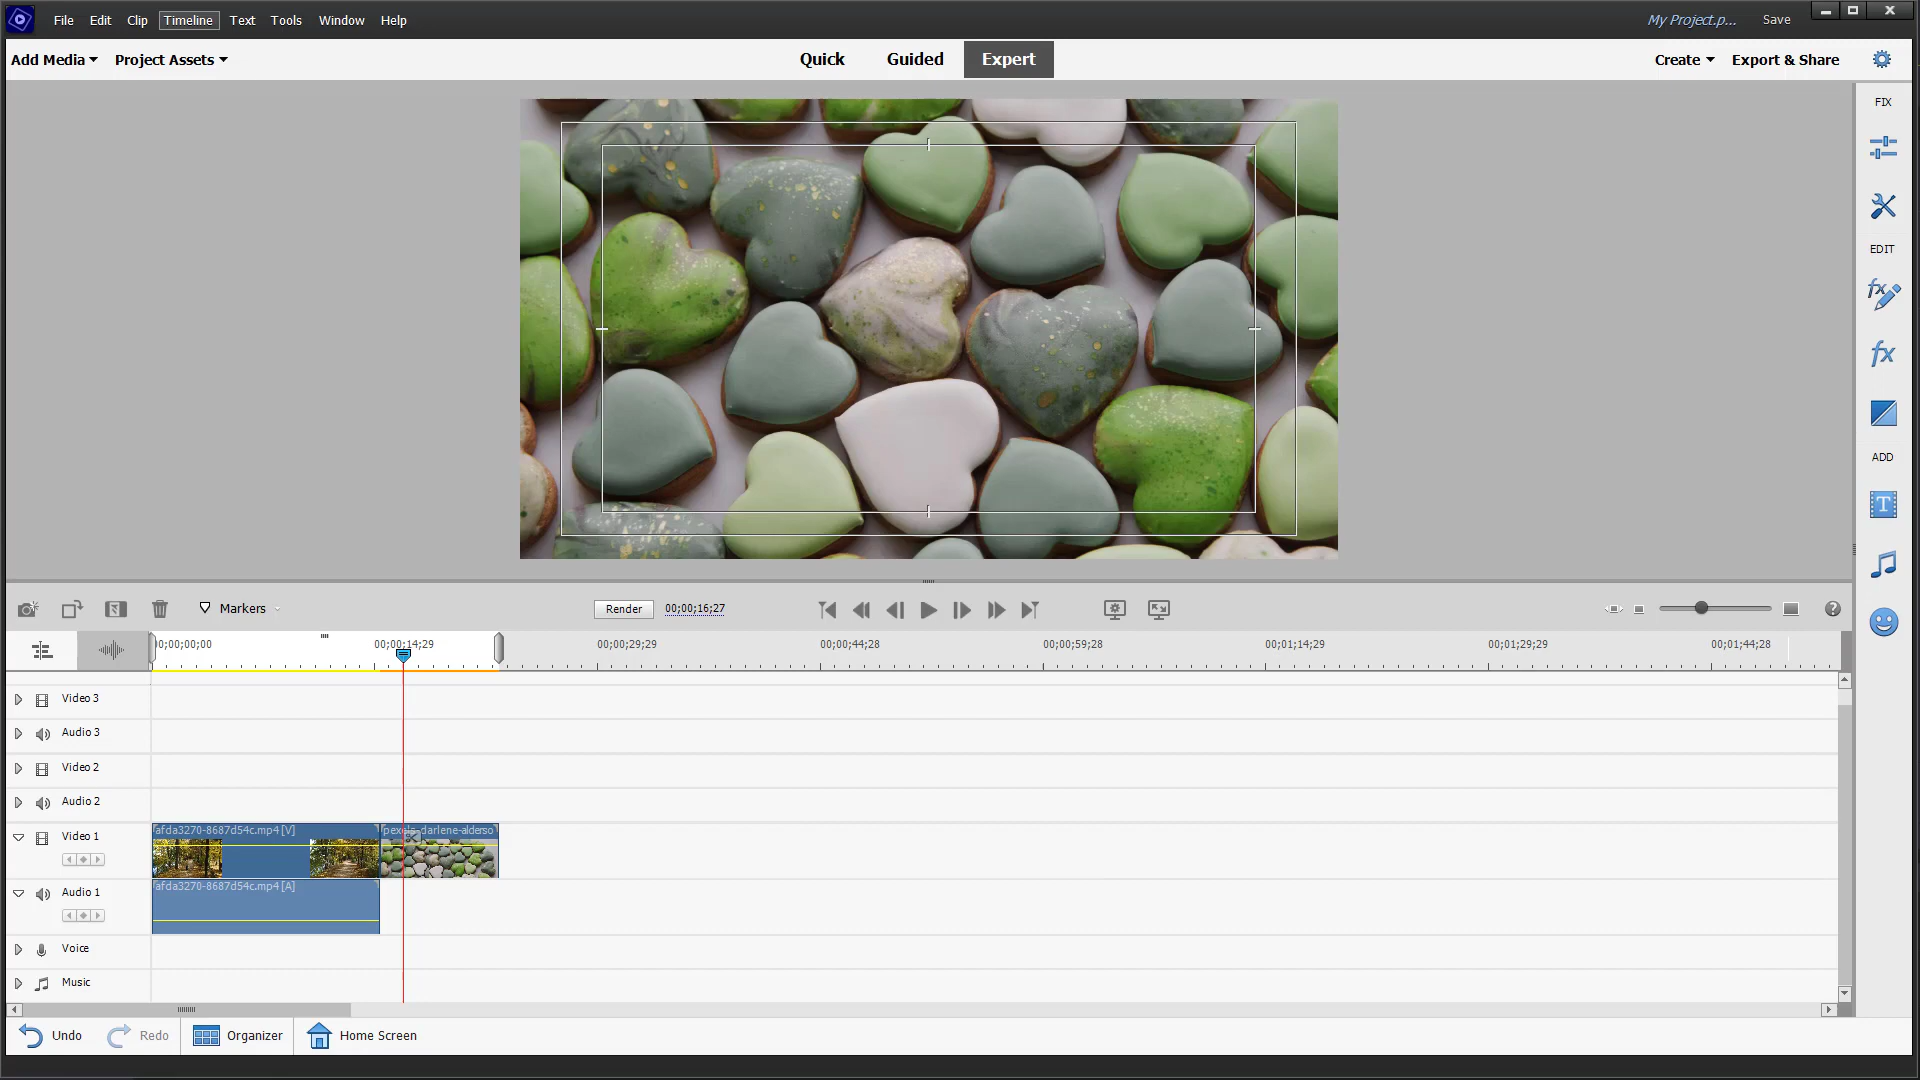 File Edit Clip Timeline Text Tools Window Help
My Project.p... Save
Add Media Project Assets Quick Guided Expert Create Export & Share
FIX
EDIT
ADD
Markers Render 00;00;16;27
00;00;00;00 00;00;14;29 00;00;29;29 00;00;44;28 00;00;59;28 00;01;14;29 00;01;29;29 00;01;44;28
Video 3
Audio 3
Video 2
Audio 2
Video 1 afda3270-8687d54c.mp4 [V] pexels-darlene-alderso
Audio 1 afda3270-8687d54c.mp4 [A]
Voice
Music
Undo Redo Organizer Home Screen